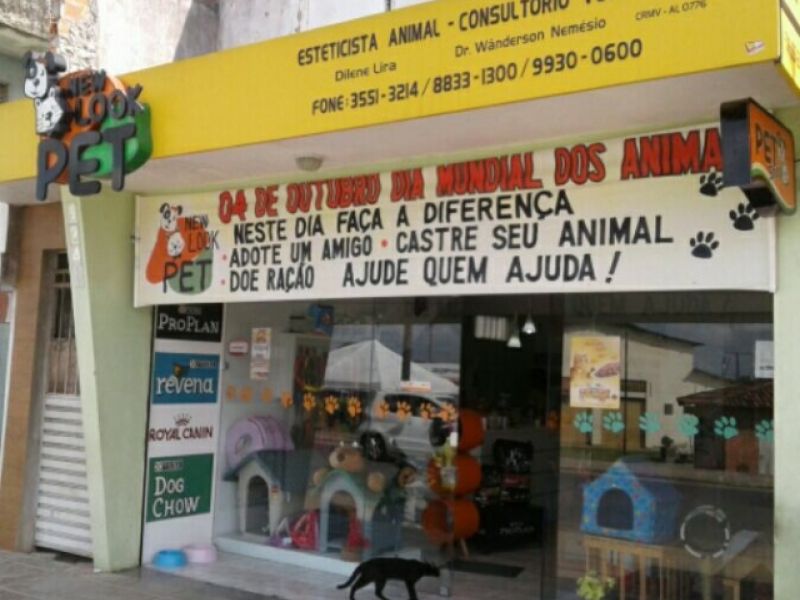 ESTETICISTA ANIMAL - CONSULTÓRIO
Dilene Lira
Dr. Wânderson Nemésio
CRMV - AL 0776
FONE: 3551-3214 / 8833-1300 / 9930-0600
NEW
LOOK
PET
PET
04 DE OUTUBRO DIA MUNDIAL DOS ANIMA
NESTE DIA FAÇA A DIFERENÇA
· ADOTE UM AMIGO · CASTRE SEU ANIMAL
· DOE RAÇÃO AJUDE QUEM AJUDA !
NEW
LOOK
PET
PROPLAN
revena
ROYAL CANIN
DOG
CHOW